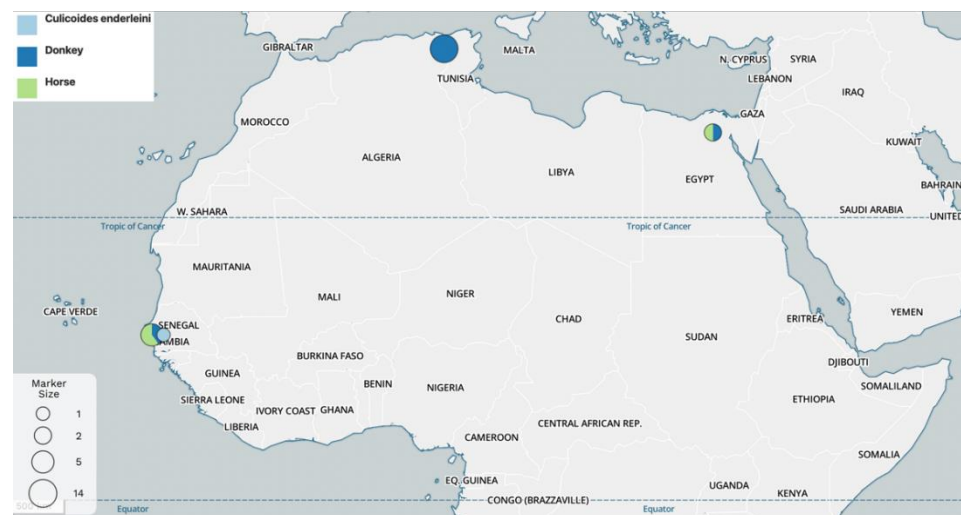 Culicoides enderleini
Donkey
Horse
GIBRALTAR
MALTA
N. CYPRUS
SYRIA
LEBANON
TUNISIA
IRAQ
GAZA
MOROCCO
KUWAIT
ALGERIA
LIBYA
EGYPT
BAHRAIN
W. SAHARA
SAUDI ARABIA
UNITED
Tropic of Cancer
Tropic of Cancer
MAURITANIA
MALI
NIGER
CAPE VERDE
CHAD
YEMEN
ERITREA
SENEGAL
AMBIA
SUDAN
BURKINA FASO
DJIBOUTI
GUINEA
BENIN
NIGERIA
SOMALILAND
SIERRA LEONE
ETHIOPIA
IVORY COAST
GHANA
LIBERIA
CENTRAL AFRICAN REP.
CAMEROON
SOMALIA
EQ. GUINEA
UGANDA
KENYA
CONGO (BRAZZAVILLE)
Equator
Equator
Marker
Size
1
2
5
14